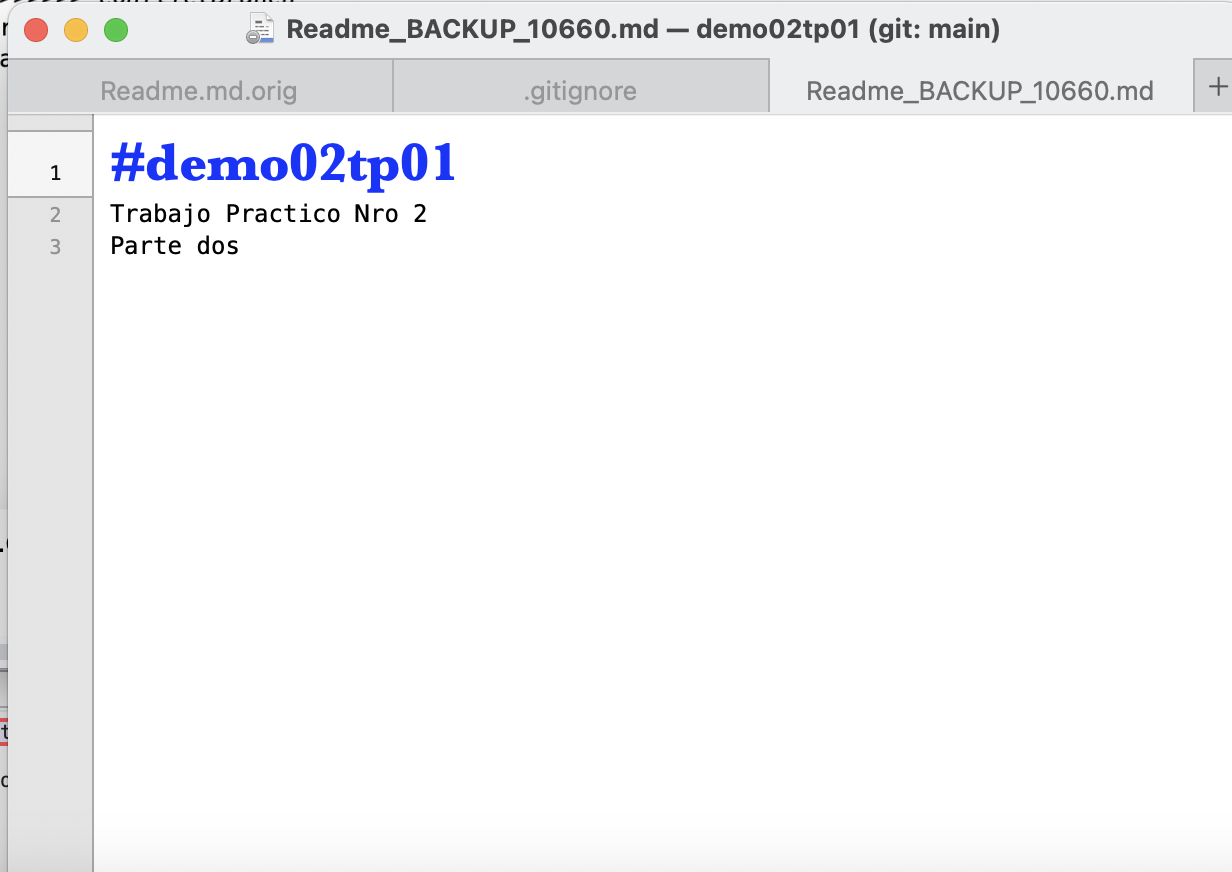 Readme_BACKUP_10660.md — demo02tp01 (git: main)
Readme.md.orig
.gitignore
Readme_BACKUP_10660.md
+
1 #demo02tp01
2 Trabajo Practico Nro 2
3 Parte dos